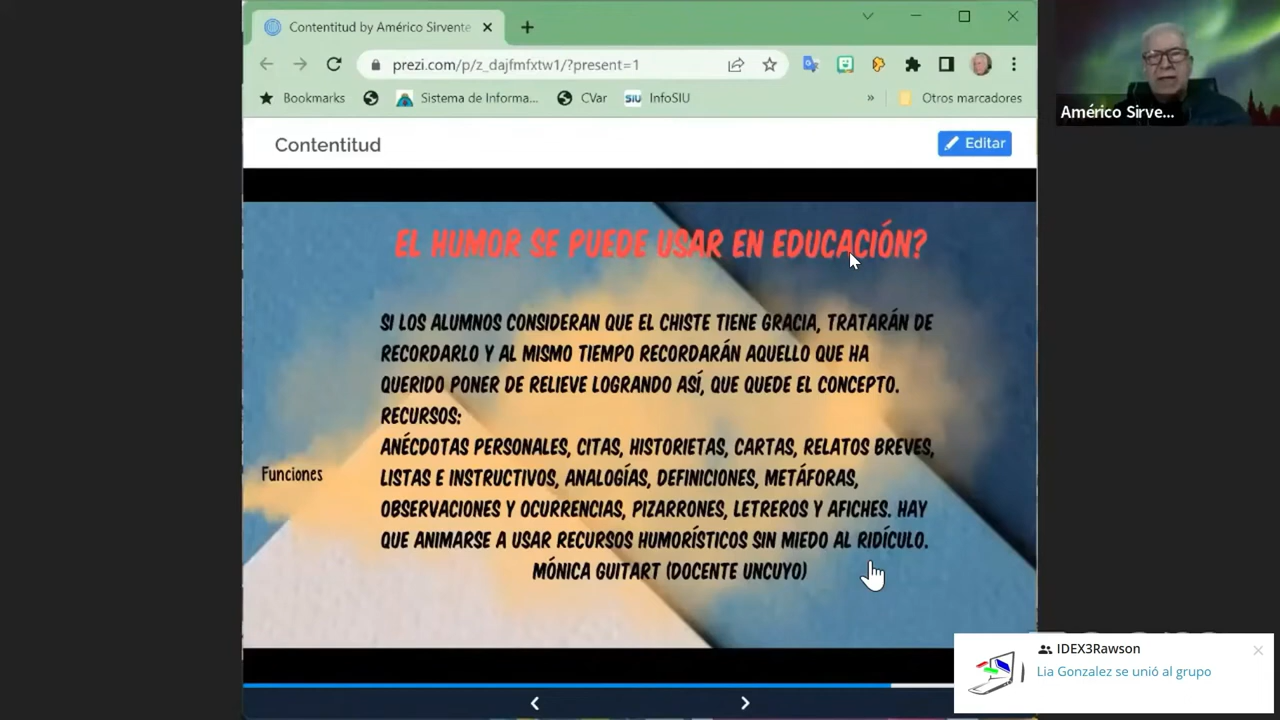 Contentitud by Américo Sirvente
prezi.com/p/z_dajfmfxtw1/?present=1
Bookmarks
Sistema de Informa...
CVar
SIU InfoSIU
»
Otros marcadores
Américo Sirve...
Contentitud
Editar
EL HUMOR SE PUEDE USAR EN EDUCACIÓN?
SI LOS ALUMNOS CONSIDERAN QUE EL CHISTE TIENE GRACIA, TRATARÁN DE
RECORDARLO Y AL MISMO TIEMPO RECORDARÁN AQUELLO QUE HA
QUERIDO PONER DE RELIEVE LOGRANDO ASÍ, QUE QUEDE EL CONCEPTO.
RECURSOS:
ANÉCDOTAS PERSONALES, CITAS, HISTORIETAS, CARTAS, RELATOS BREVES,
LISTAS E INSTRUCTIVOS, ANALOGÍAS, DEFINICIONES, METÁFORAS,
Funciones
OBSERVACIONES Y OCURRENCIAS, PIZARRONES, LETREROS Y AFICHES. HAY
QUE ANIMARSE A USAR RECURSOS HUMORÍSTICOS SIN MIEDO AL RIDÍCULO.
MÓNICA GUITART (DOCENTE UNCUYO)
IDEX3Rawson
Lia Gonzalez se unió al grupo